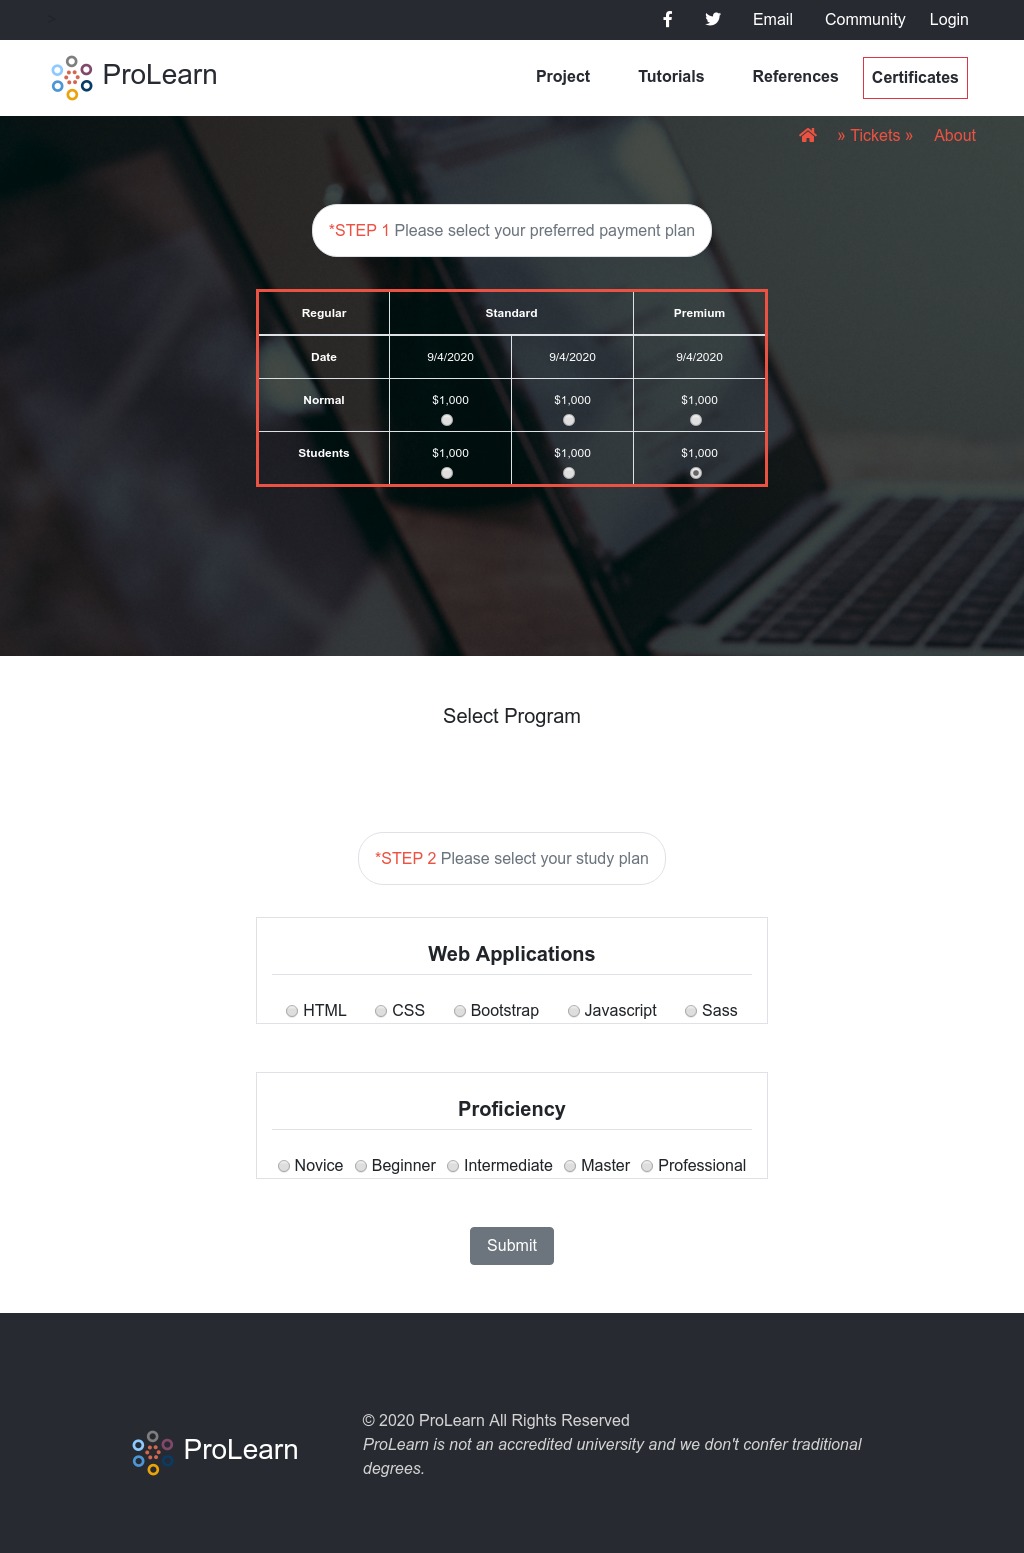 >
Email Community Login
ProLearn
Project Tutorials References Certificates
» Tickets » About
*STEP 1 Please select your preferred payment plan
Regular Standard Premium
Date 9/4/2020 9/4/2020 9/4/2020
Normal $1,000 $1,000 $1,000
Students $1,000 $1,000 $1,000
Select Program
*STEP 2 Please select your study plan
Web Applications
HTML CSS Bootstrap Javascript Sass
Proficiency
Novice Beginner Intermediate Master Professional
Submit
© 2020 ProLearn All Rights Reserved
ProLearn
ProLearn is not an accredited university and we don't confer traditional
degrees.